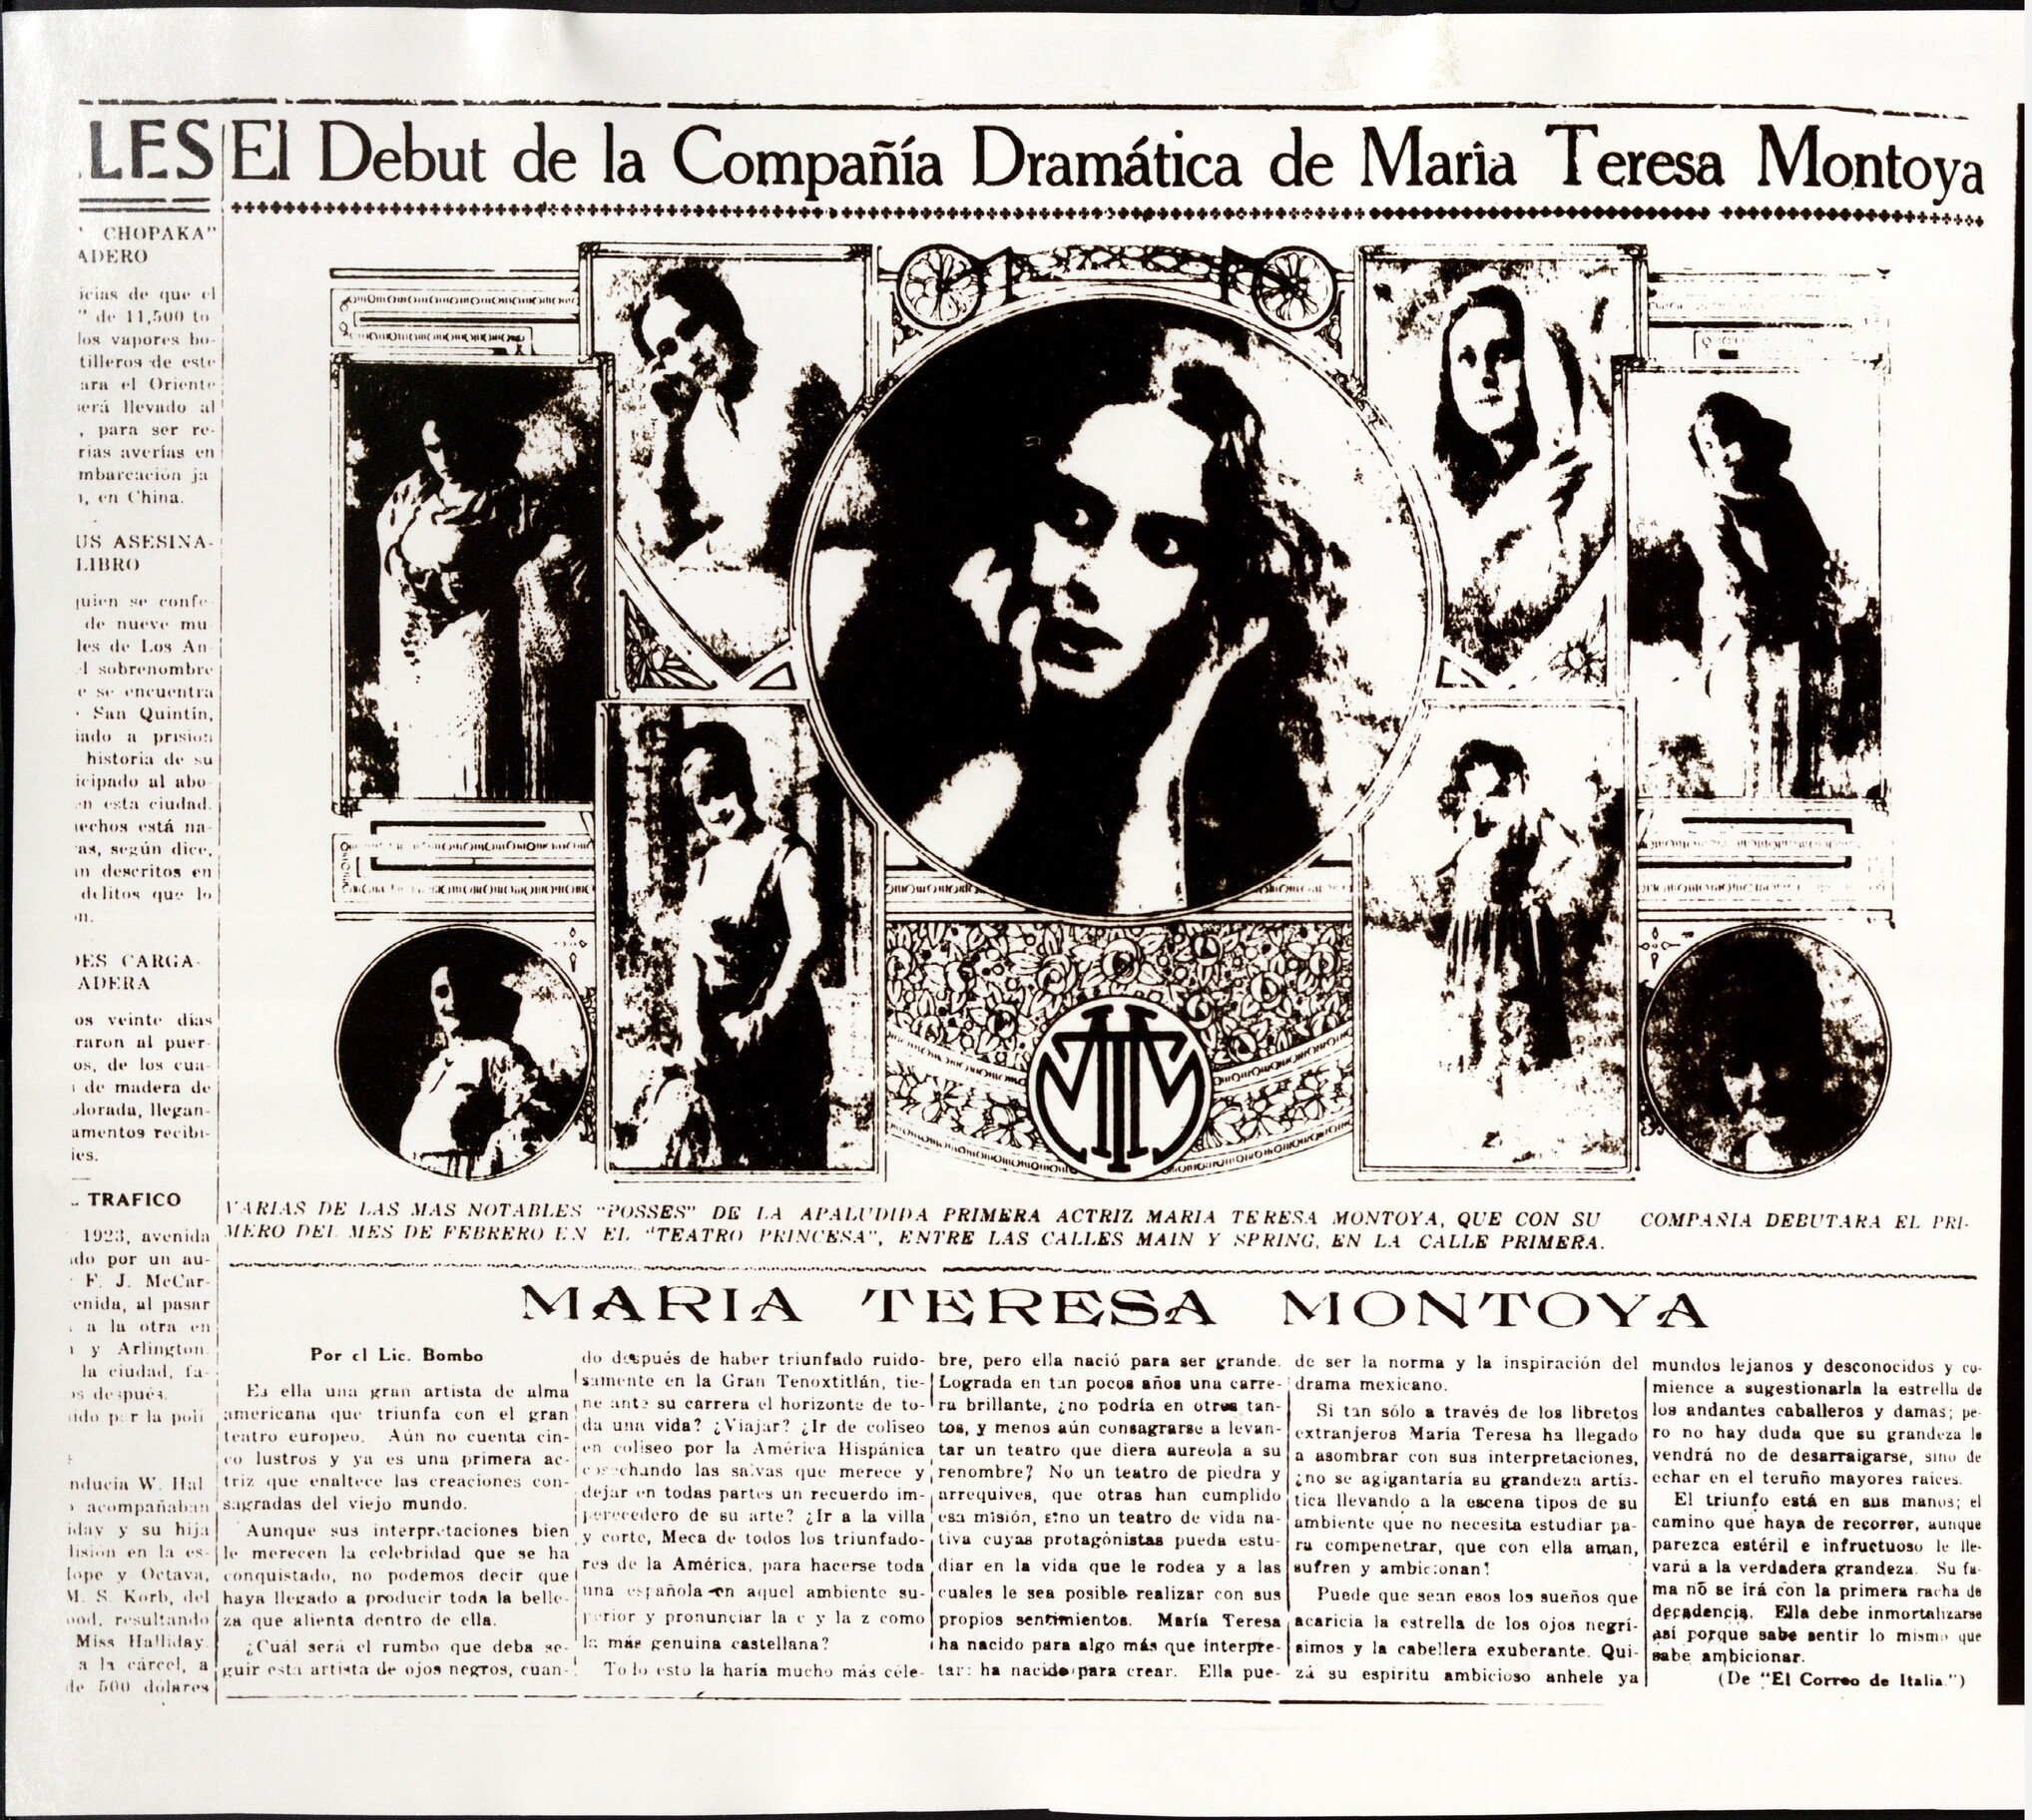 LES
" CHOPAKA"
ADERO
icias de que el
" de 11,500 to
los vapores bo-
tilleros de este
ara el Oriente
será llevado al
, para ser re-
rias averías en
mbarcación ja
, en China.
US ASESINA-
LIBRO
quien se confe-
de nueve mu
les de Los An
l sobrenombre
e se encuentra
San Quintín,
iado a prision
historia de su
icipado al abo-
en esta ciudad.
echos está na-
as, según dice,
n descritos en
delitos que lo
on.
DES CARGA-
ADERA
os veinte dias
raron al puer-
os, de los cua-
de madera de
olorada, llegan-
amentos recibi-
ies.
TRAFICO
1923, avenida
ido por un au-
F. J. McCar-
enida, al pasar
a la otra en
y Arlington.
la ciudad, fa-
s después.
ido por la poli
nducía W. Hal
acompañaban
iday y su hija
lisión en la es-
lope y Octava,
M. S. Korb, del
ood, resultando
Miss Halliday.
a la cárcel, a
de 500 dólares
El Debut de la Compañía Dramática de Maria Teresa Montoya
MTM
VARIAS DE LAS MAS NOTABLES "POSSES" DE LA APALUDIDA PRIMERA ACTRIZ MARIA TERESA MONTOYA, QUE CON SU COMPAÑIA DEBUTARA EL PRI-
MERO DEL MES DE FEBRERO EN EL "TEATRO PRINCESA", ENTRE LAS CALLES MAIN Y SPRING, EN LA CALLE PRIMERA.
MARIA TERESA MONTOYA
Por el Lic. Bombo
Es ella una gran artista de alma
americana que triunfa con el gran
teatro europeo. Aún no cuenta cin-
co lustros y ya es una primera ac-
triz que enaltece las creaciones con-
sagradas del viejo mundo.
Aunque sus interpretaciones bien
le merecen la celebridad que se ha
conquistado, no podemos decir que
haya llegado a producir toda la belle-
za que alienta dentro de ella.
¿Cuál será el rumbo que deba se-
guir esta artista de ojos negros, cuan-
do después de haber triunfado ruido-
samente en la Gran Tenoxtitlán, tie-
ne ante su carrera el horizonte de to-
da una vida? ¿Viajar? ¿Ir de coliseo
en coliseo por la América Hispánica
cosechando las salvas que merece y
dejar en todas partes un recuerdo im-
perecedero de su arte? ¿Ir a la villa
y corte, Meca de todos los triunfado-
res de la América, para hacerse toda
una española en aquel ambiente su-
perior y pronunciar la c y la z como
la más genuina castellana?
Todo esto la haría mucho más céle-
bre, pero ella nació para ser grande.
Lograda en tan pocos años una carre-
ra brillante, ¿no podría en otros tan-
tos, y menos aún consagrarse a levan-
tar un teatro que diera aureola a su
renombre? No un teatro de piedra y
arrequives, que otras han cumplido
esa misión, sino un teatro de vida na-
tiva cuyas protagónistas pueda estu-
diar en la vida que le rodea y a las
cuales le sea posible realizar con sus
propios sentimientos. María Teresa
ha nacido para algo más que interpre-
tar: ha nacido para crear. Ella pue-
de ser la norma y la inspiración del
drama mexicano.
Si tan sólo a través de los libretos
extranjeros María Teresa ha llegado
a asombrar con sus interpretaciones,
¿no se agigantaría su grandeza artís-
tica llevando a la escena tipos de su
ambiente que no necesita estudiar pa-
ra compenetrar, que con ella aman,
sufren y ambicionan?
Puede que sean esos los sueños que
acaricia la estrella de los ojos negrí-
simos y la cabellera exuberante. Qui-
zá su espíritu ambicioso anhele ya
mundos lejanos y desconocidos y co-
mience a sugestionarla la estrella de
los andantes caballeros y damas; pe-
ro no hay duda que su grandeza le
vendrá no de desarraigarse, sino de
echar en el teruño mayores raíces.
El triunfo está en sus manos; el
camino que haya de recorrer, aunque
parezca estéril e infructuoso le lle-
vará a la verdadera grandeza. Su fa-
ma no se irá con la primera racha de
decadencia. Ella debe inmortalizarse
así porque sabe sentir lo mismo que
sabe ambicionar.
(De "El Correo de Italia.")